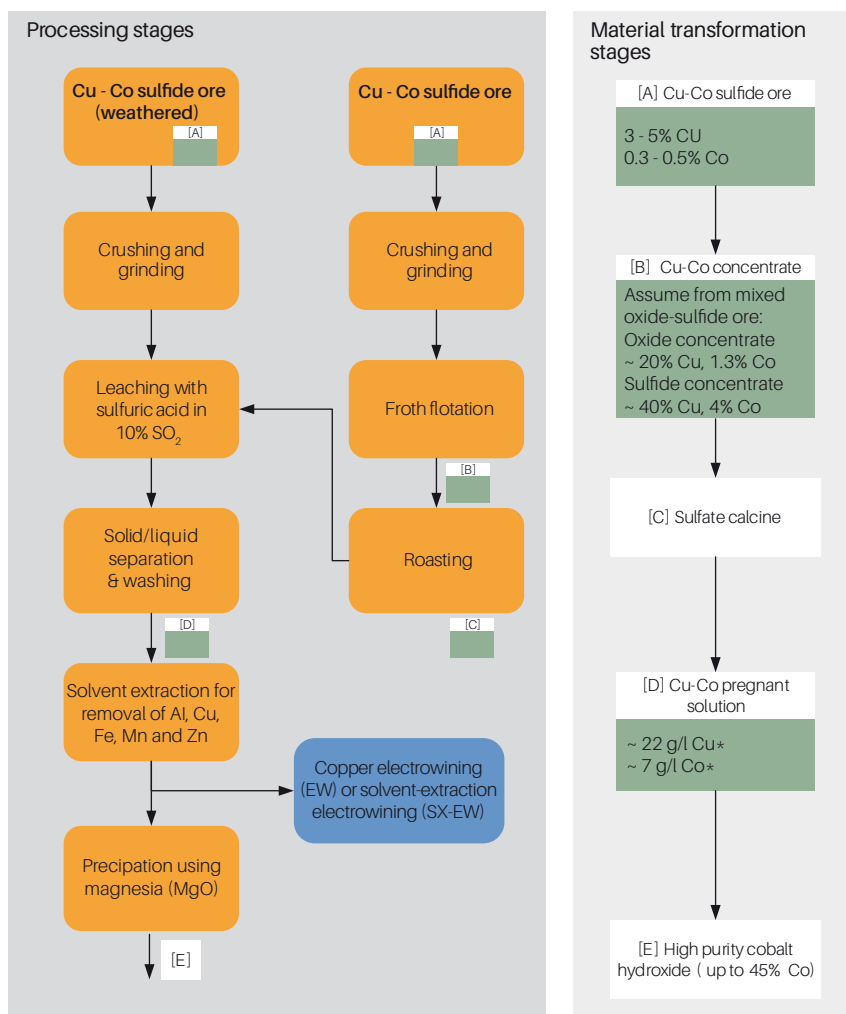 Processing stages
Cu - Co sulfide ore
(weathered)
[A]
Cu - Co sulfide ore
[A]
Crushing and
grinding
Crushing and
grinding
Leaching with
sulfuric acid in
10% SO₂
Froth flotation
[B]
Solid/liquid
separation
& washing
Roasting
[D]
[C]
Solvent extraction for
removal of Al, Cu,
Fe, Mn and Zn
Copper electrowining
(EW) or solvent-extraction
electrowining (SX-EW)
Precipation using
magnesia (MgO)
[E]
Material transformation
stages
[A] Cu-Co sulfide ore
3 - 5% CU
0.3 - 0.5% Co
[B] Cu-Co concentrate
Assume from mixed
oxide-sulfide ore:
Oxide concentrate
~ 20% Cu, 1.3% Co
Sulfide concentrate
~ 40% Cu, 4% Co
[C] Sulfate calcine
[D] Cu-Co pregnant
solution
~ 22 g/l Cu*
~ 7 g/l Co*
[E] High purity cobalt
hydroxide ( up to 45% Co)